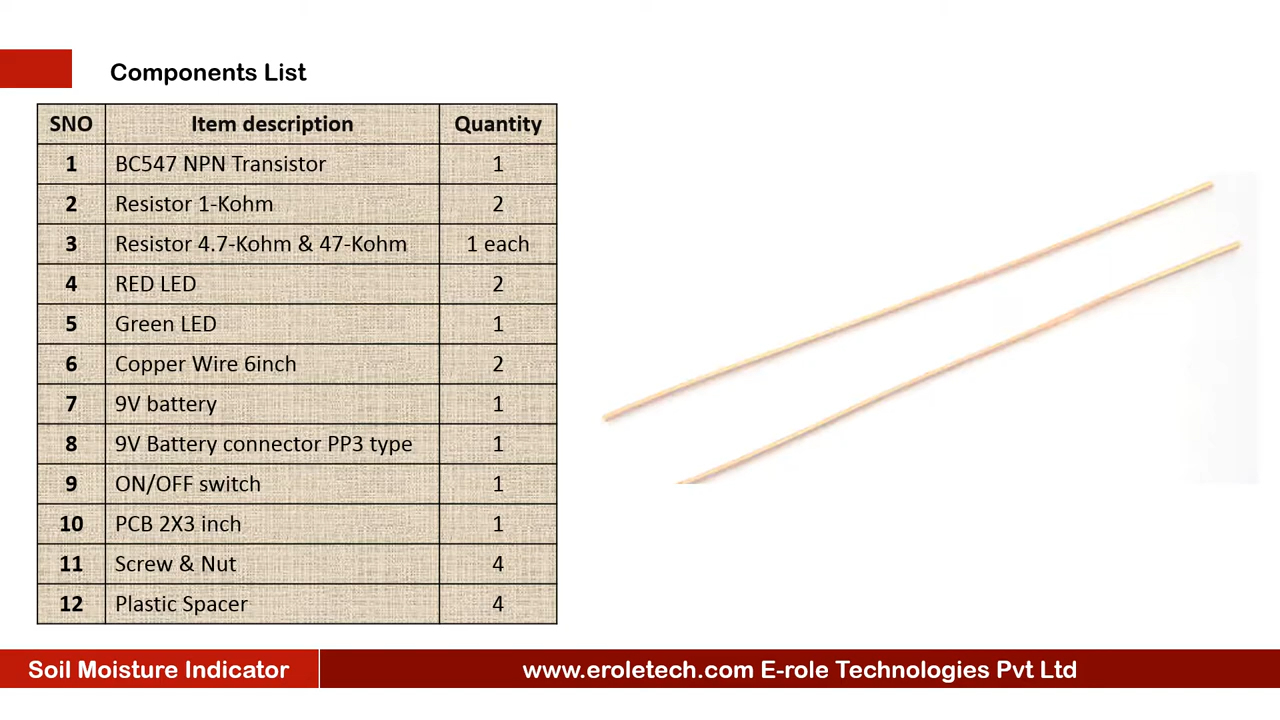 Components List
SNO Item description Quantity
1 BC547 NPN Transistor 1
2 Resistor 1-Kohm 2
3 Resistor 4.7-Kohm & 47-Kohm 1 each
4 RED LED 2
5 Green LED 1
6 Copper Wire 6inch 2
7 9V battery 1
8 9V Battery connector PP3 type 1
9 ON/OFF switch 1
10 PCB 2X3 inch 1
11 Screw & Nut 4
12 Plastic Spacer 4
Soil Moisture Indicator www.eroletech.com E-role Technologies Pvt Ltd